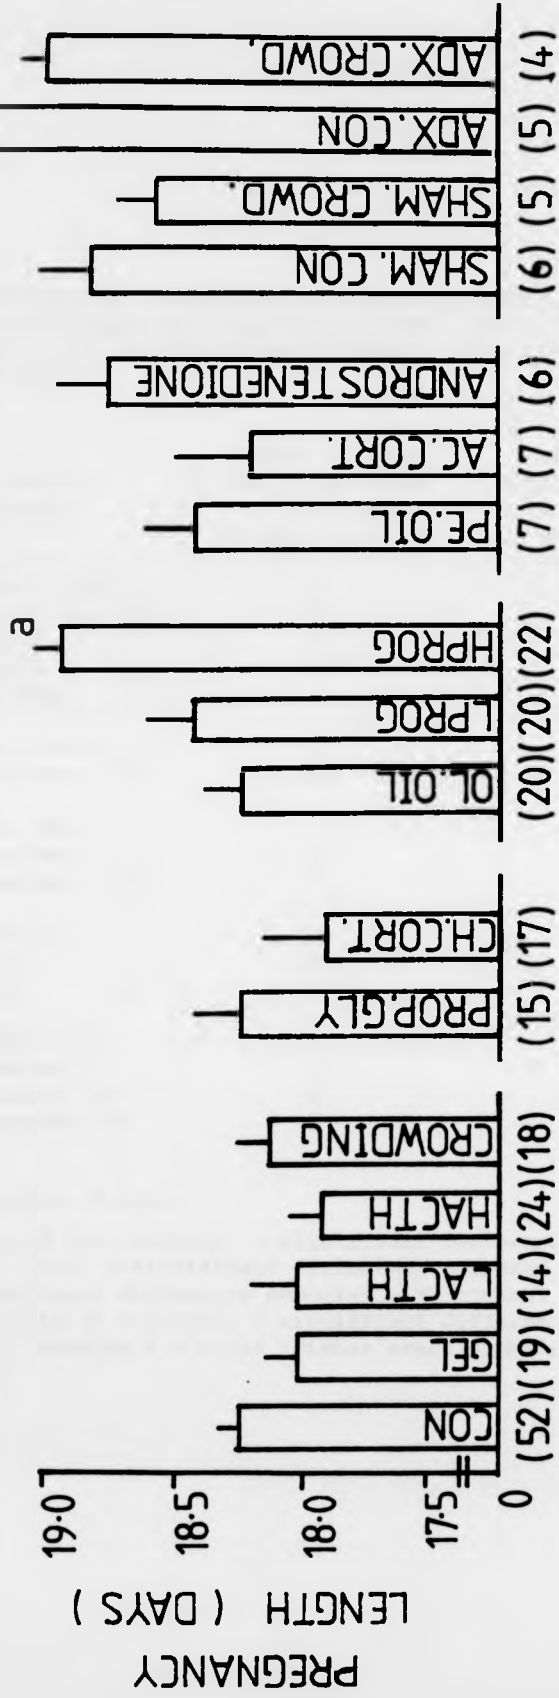 PREGNANCY
LENGTH ( DAYS )
19·0
18·5
18·0
17·5
0
CON
GEL
LACTH
HACTH
CROWDING
(52)(19)(14)(24)(18)
PROP.GLY
CH.CORT.
(15)(17)
OL.OIL
LPROG
HPROG
a
(20)(20)(22)
PE.OIL
AC.CORT.
ANDROSTENEDIONE
(7) (7) (6)
SHAM.CON
SHAM.CROWD.
ADX.CON
ADX.CROWD.
(6) (5) (5) (4)